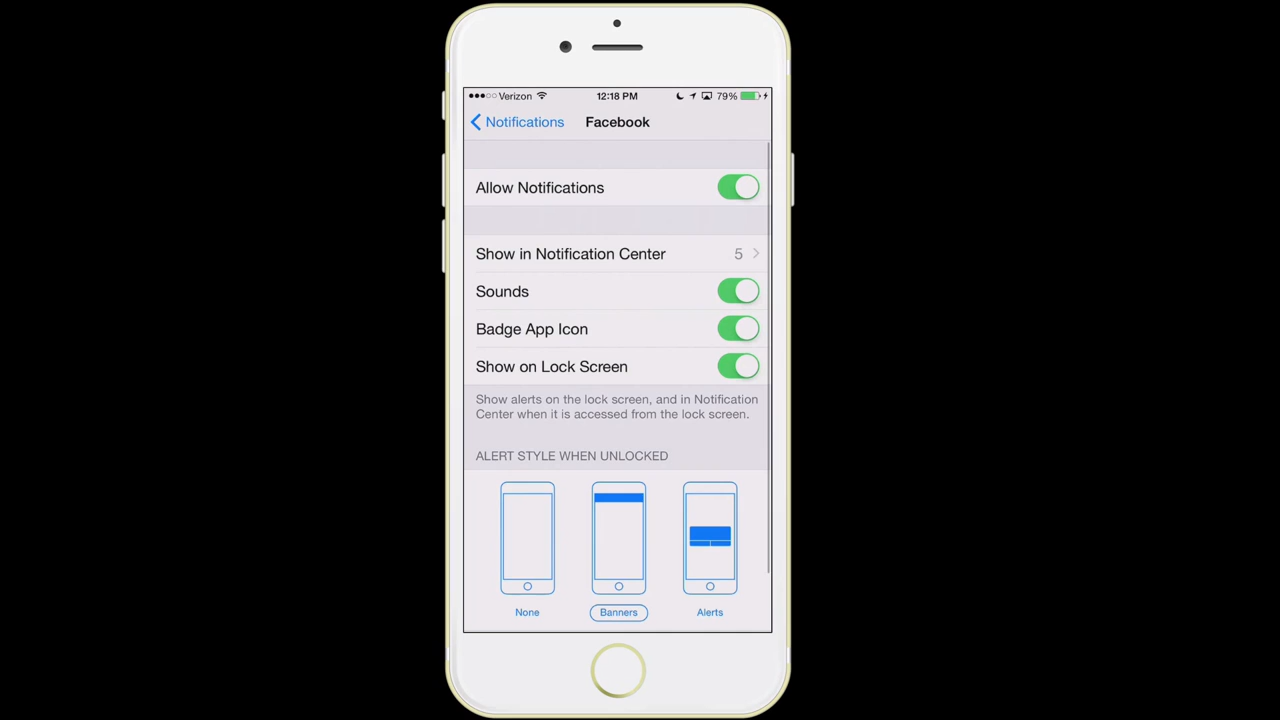 Verizon 12:18 PM 79%
Notifications Facebook
Allow Notifications
Show in Notification Center 5
Sounds
Badge App Icon
Show on Lock Screen
Show alerts on the lock screen, and in Notification
Center when it is accessed from the lock screen.
ALERT STYLE WHEN UNLOCKED
None Banners Alerts